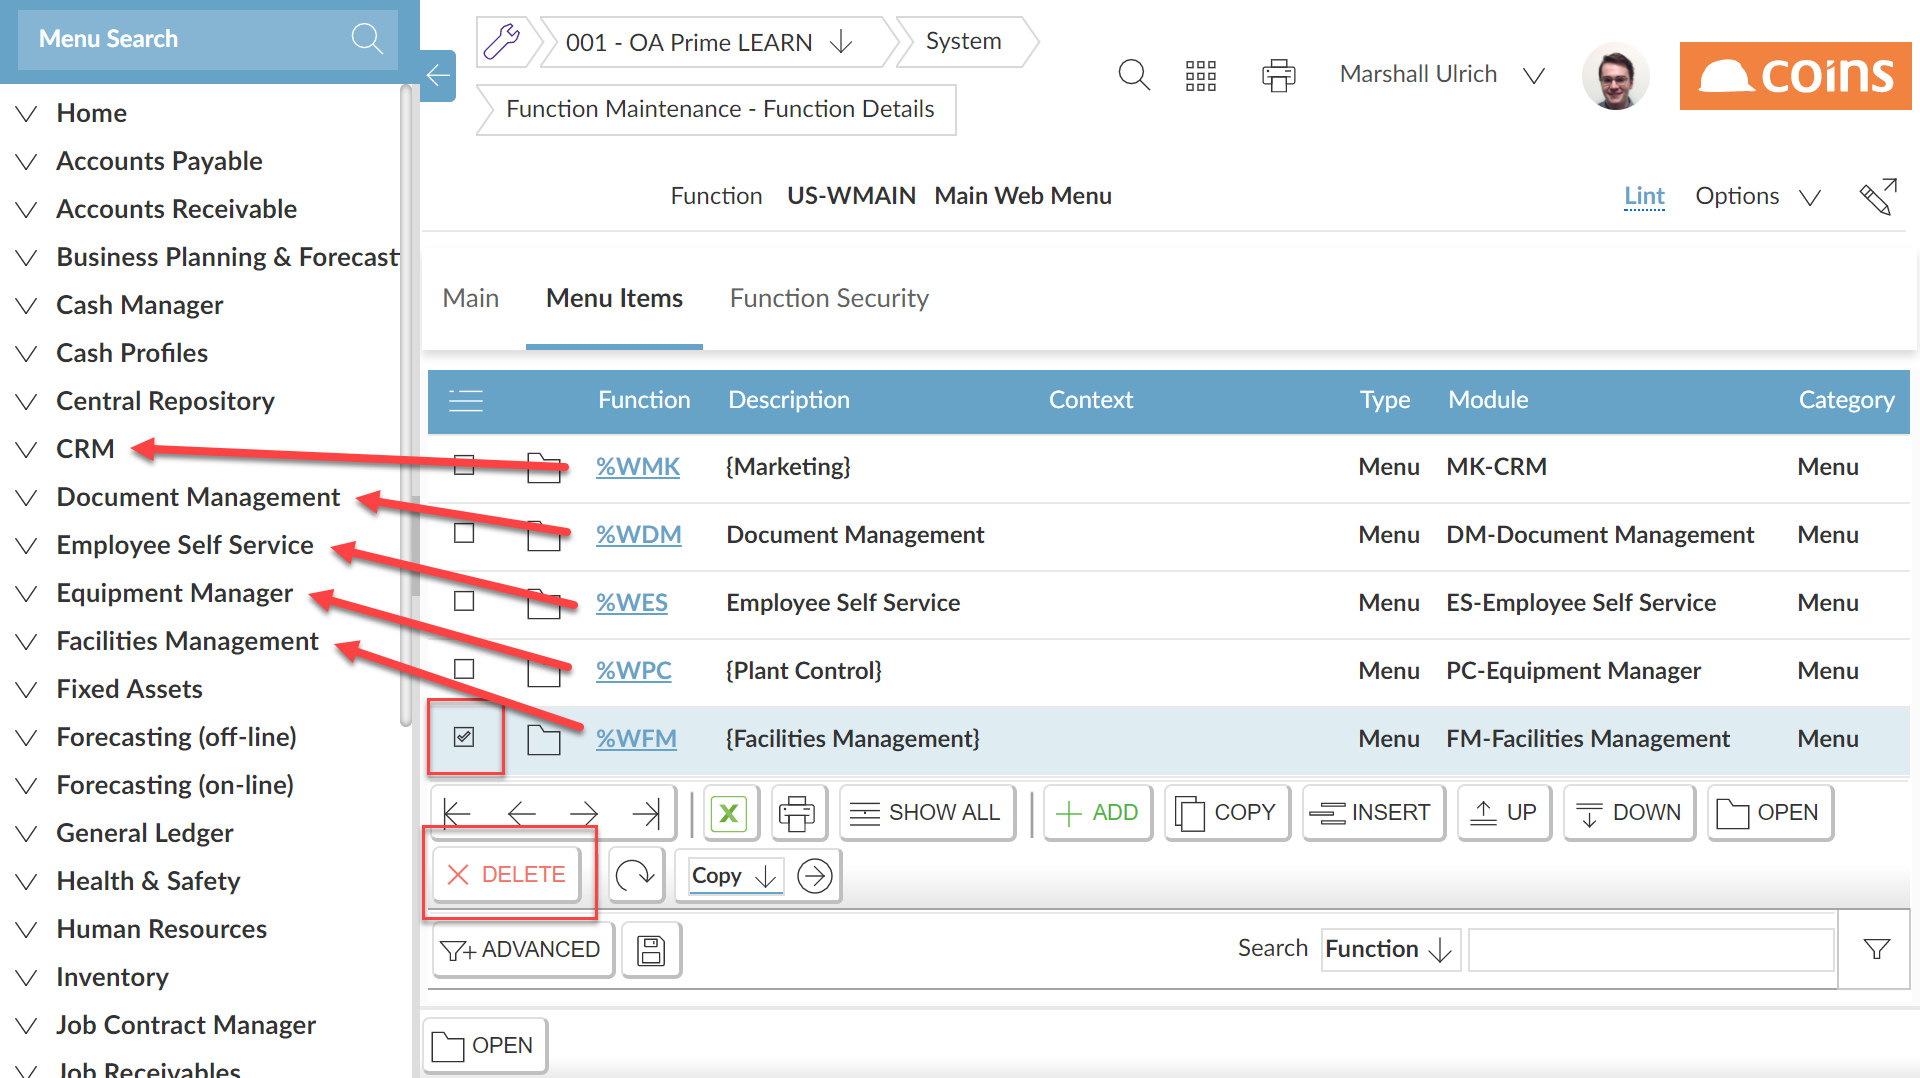 Menu Search
Home
Accounts Payable
Accounts Receivable
Business Planning & Forecast
Cash Manager
Cash Profiles
Central Repository
CRM
Document Management
Employee Self Service
Equipment Manager
Facilities Management
Fixed Assets
Forecasting (off-line)
Forecasting (on-line)
General Ledger
Health & Safety
Human Resources
Inventory
Job Contract Manager
Job Receivables
001 - OA Prime LEARN
System
Function Maintenance - Function Details
Marshall Ulrich
coins
Function US-WMAIN Main Web Menu
Lint Options
Main Menu Items Function Security
Function Description Context Type Module Category
%WMK {Marketing} Menu MK-CRM Menu
%WDM Document Management Menu DM-Document Management Menu
%WES Employee Self Service Menu ES-Employee Self Service Menu
%WPC {Plant Control} Menu PC-Equipment Manager Menu
%WFM {Facilities Management} Menu FM-Facilities Management Menu
SHOW ALL ADD COPY INSERT UP DOWN OPEN
DELETE Copy
ADVANCED Search Function
OPEN